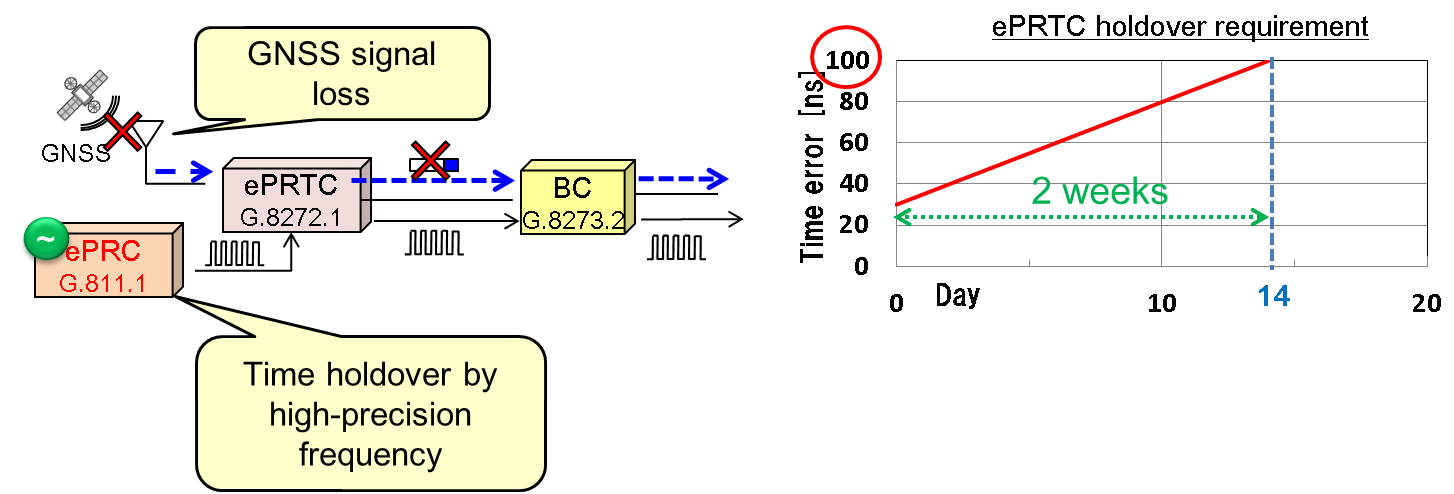 GNSS signal
loss
GNSS
ePRTC
G.8272.1
BC
G.8273.2
~
ePRC
G.811.1
Time holdover by
high-precision
frequency
ePRTC holdover requirement
Time error [ns]
100
80
60
40
20
0
2 weeks
0
Day
10
14
20